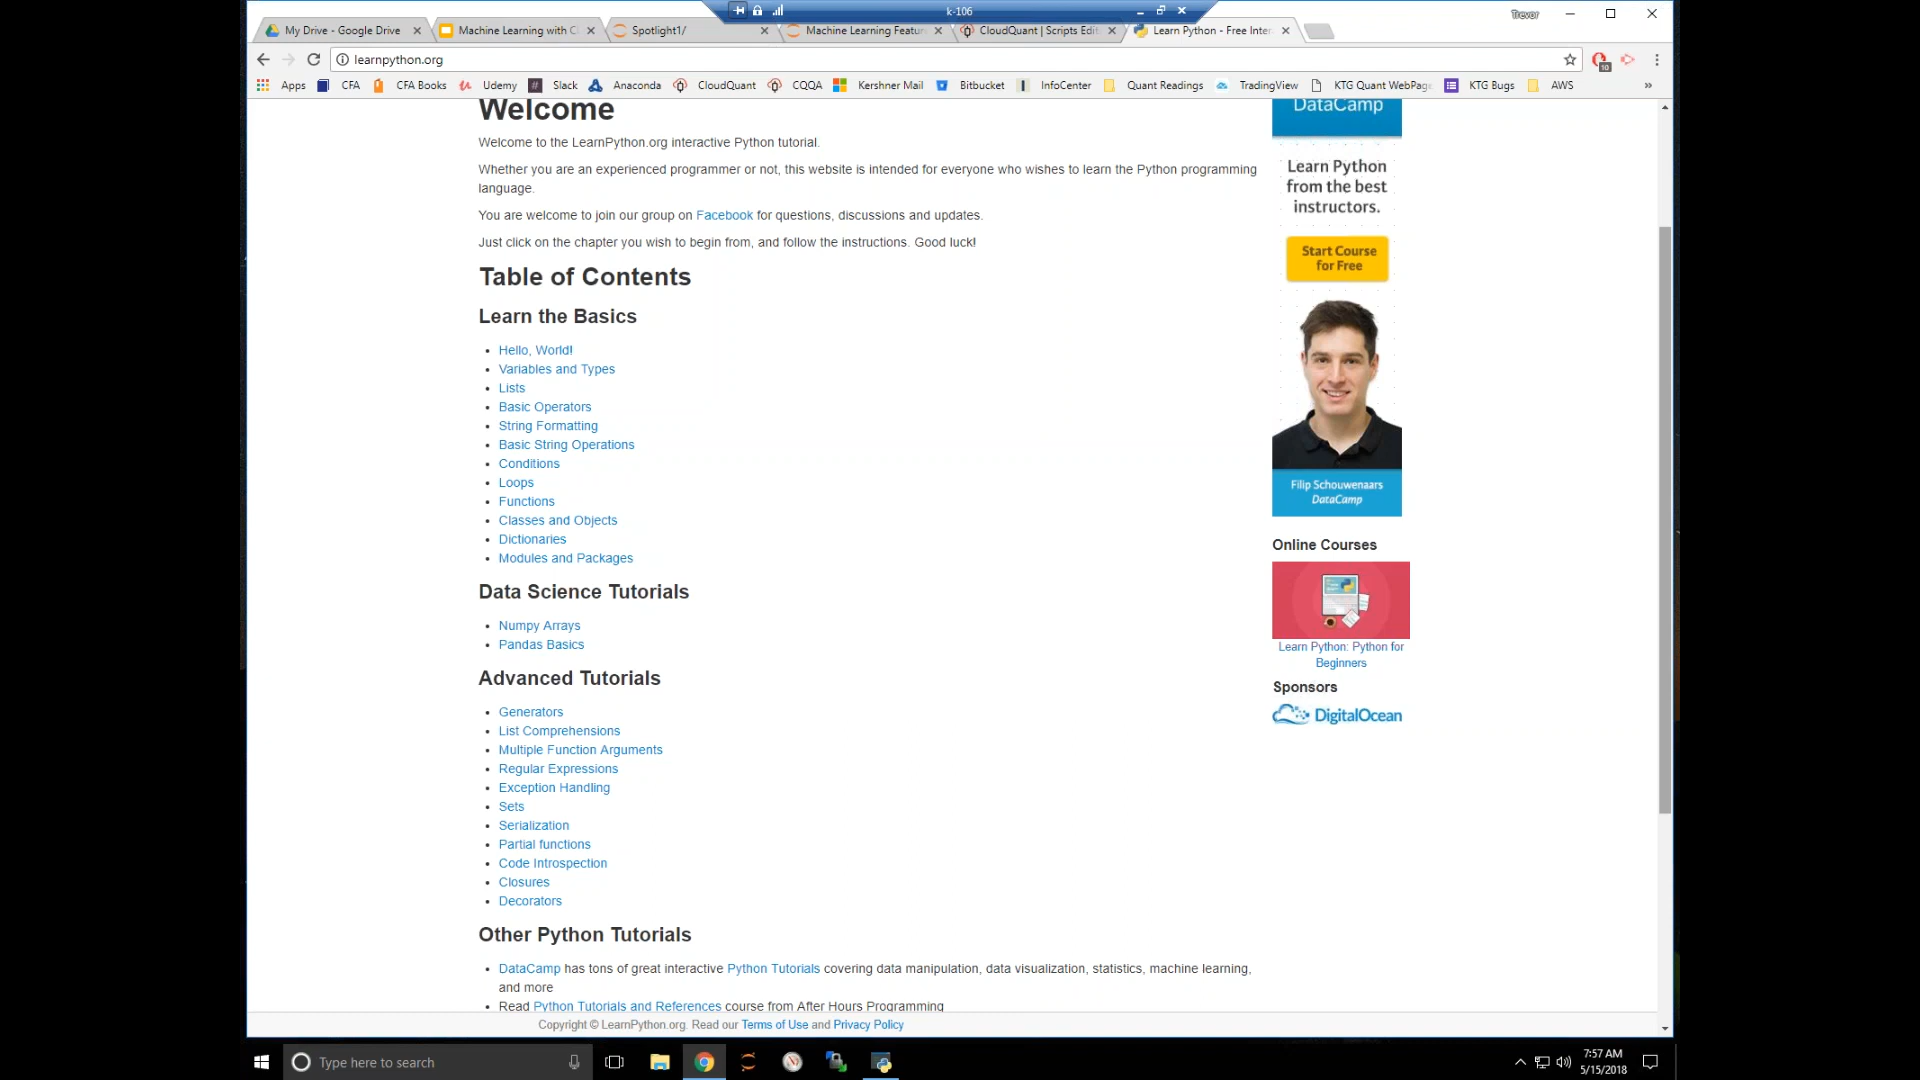 k-106
Trevor
My Drive - Google Drive
Machine Learning with Cl
Spotlight1/
Machine Learning Featur
CloudQuant | Scripts Edit
Learn Python - Free Inter
learnpython.org
10
Apps
CFA
CFA Books
Udemy
Slack
Anaconda
CloudQuant
CQQA
Kershner Mail
Bitbucket
InfoCenter
Quant Readings
TradingView
KTG Quant WebPag
KTG Bugs
AWS
»
Welcome
Welcome to the LearnPython.org interactive Python tutorial.
Whether you are an experienced programmer or not, this website is intended for everyone who wishes to learn the Python programming
language.
You are welcome to join our group on Facebook for questions, discussions and updates.
Just click on the chapter you wish to begin from, and follow the instructions. Good luck!
Table of Contents
Learn the Basics
Hello, World!
Variables and Types
Lists
Basic Operators
String Formatting
Basic String Operations
Conditions
Loops
Functions
Classes and Objects
Dictionaries
Modules and Packages
Data Science Tutorials
Numpy Arrays
Pandas Basics
Advanced Tutorials
Generators
List Comprehensions
Multiple Function Arguments
Regular Expressions
Exception Handling
Sets
Serialization
Partial functions
Code Introspection
Closures
Decorators
Other Python Tutorials
DataCamp has tons of great interactive Python Tutorials covering data manipulation, data visualization, statistics, machine learning,
and more
Read Python Tutorials and References course from After Hours Programming
Copyright © LearnPython.org. Read our Terms of Use and Privacy Policy
DataCamp
Learn Python
from the best
instructors.
Start Course
for Free
Filip Schouwenaars
DataCamp
Online Courses
Learn Python: Python for
Beginners
Sponsors
DigitalOcean
Type here to search
7:57 AM
5/15/2018